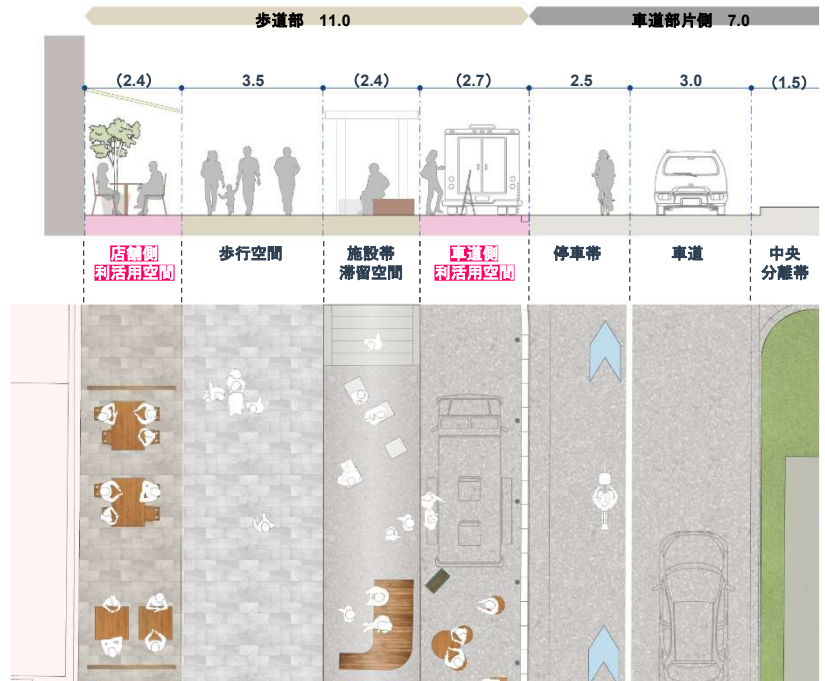 歩道部 11.0
車道部片側 7.0
(2.4)
3.5
(2.4)
(2.7)
2.5
3.0
(1.5)
店舗側
利活用空間
歩行空間
施設帯
滞留空間
車道側
利活用空間
停車帯
車道
中央
分離帯